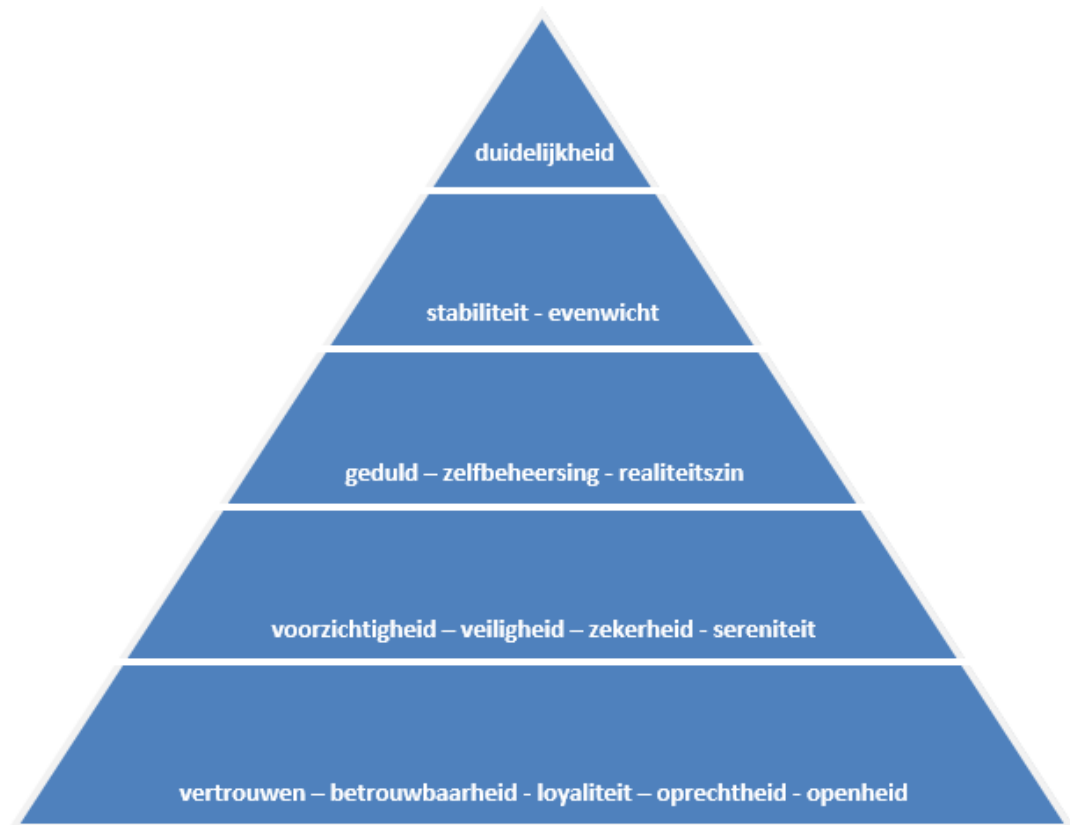 duidelijkheid
stabiliteit - evenwicht
geduld – zelfbeheersing - realiteitszin
voorzichtigheid – veiligheid – zekerheid - sereniteit
vertrouwen – betrouwbaarheid - loyaliteit – oprechtheid - openheid